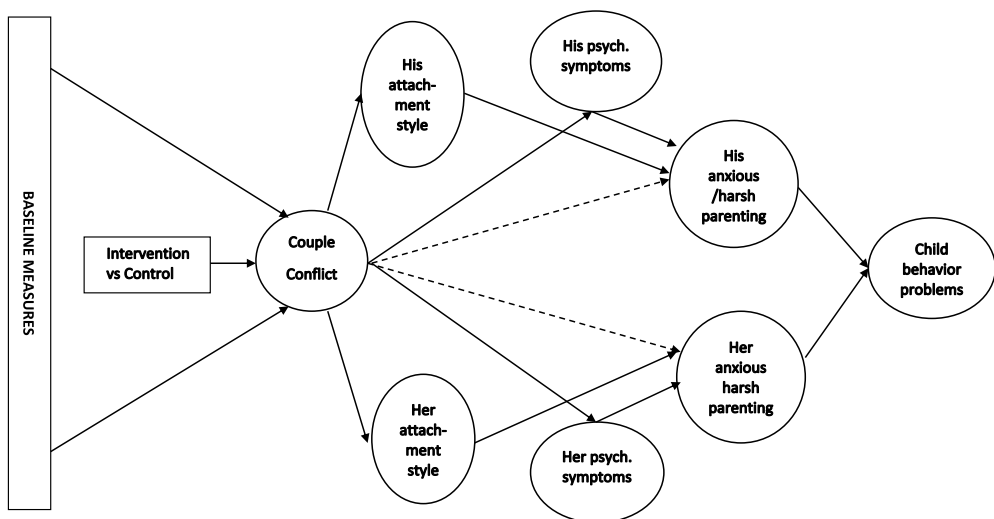 BASELINE MEASURES
Intervention
vs Control
Couple
Conflict
His
attach-
ment
style
His psych.
symptoms
His
anxious
/harsh
parenting
Child
behavior
problems
Her
anxious
harsh
parenting
Her
attach-
ment
style
Her psych.
symptoms